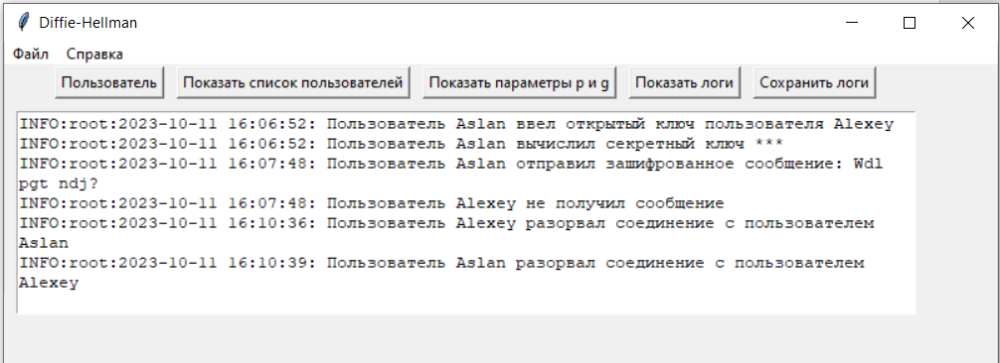 Diffie-Hellman
Файл Справка
Пользователь Показать список пользователей Показать параметры p и g Показать логи Сохранить логи
INFO:root:2023-10-11 16:06:52: Пользователь Aslan ввел открытый ключ пользователя Alexey
INFO:root:2023-10-11 16:06:52: Пользователь Aslan вычислил секретный ключ ***
INFO:root:2023-10-11 16:07:48: Пользователь Aslan отправил зашифрованное сообщение: Wdl
pgt ndj?
INFO:root:2023-10-11 16:07:48: Пользователь Alexey не получил сообщение
INFO:root:2023-10-11 16:10:36: Пользователь Alexey разорвал соединение с пользователем
Aslan
INFO:root:2023-10-11 16:10:39: Пользователь Aslan разорвал соединение с пользователем
Alexey